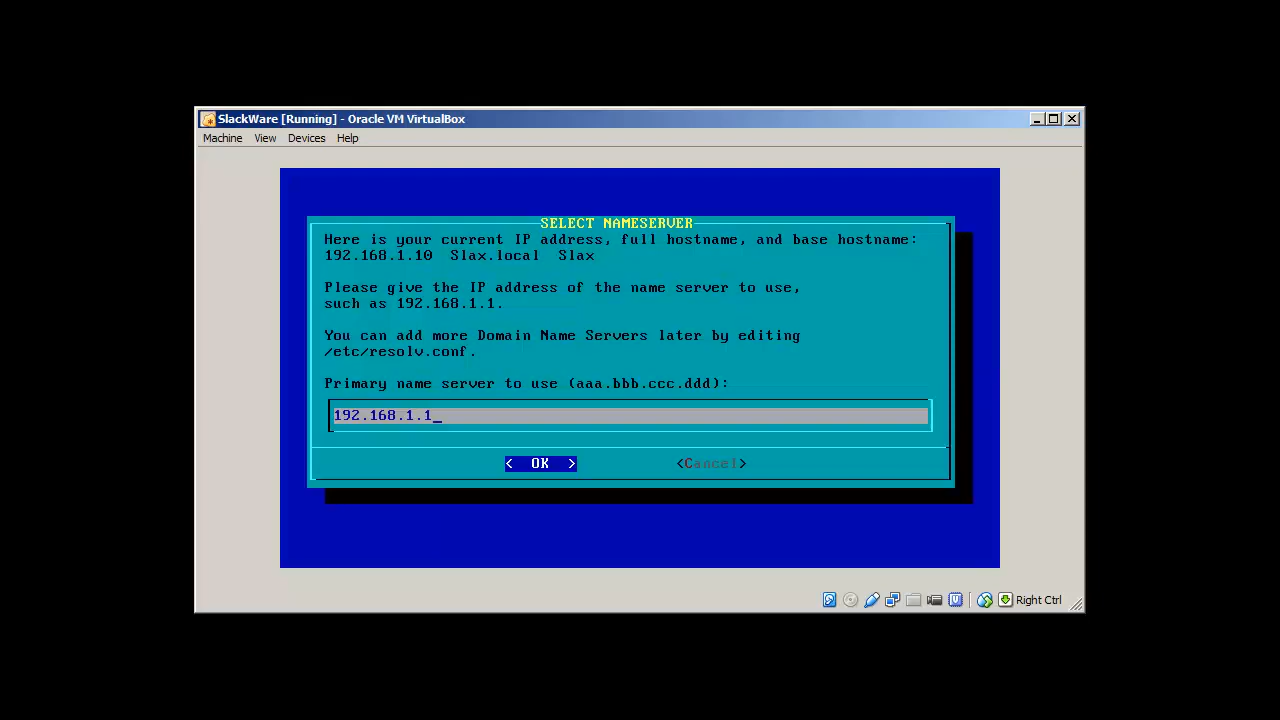 SlackWare [Running] - Oracle VM VirtualBox
Machine View Devices Help
SELECT NAMESERVER
Here is your current IP address, full hostname, and base hostname:
192.168.1.10 Slax.local Slax
Please give the IP address of the name server to use,
such as 192.168.1.1.
You can add more Domain Name Servers later by editing
/etc/resolv.conf.
Primary name server to use (aaa.bbb.ccc.ddd):
192.168.1.1_
< OK > <Cancel>
Right Ctrl